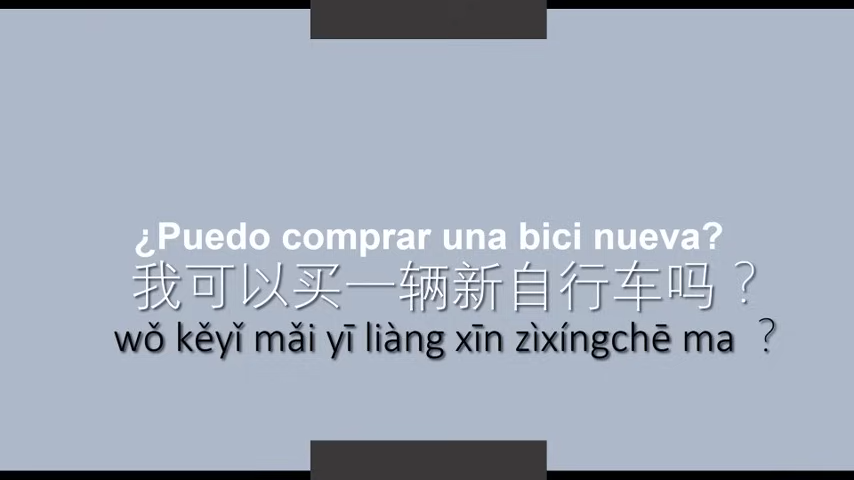 ¿Puedo comprar una bici nueva?
我可以买一辆新自行车吗？
wǒ kěyǐ mǎi yī liàng xīn zìxíngchē ma ？